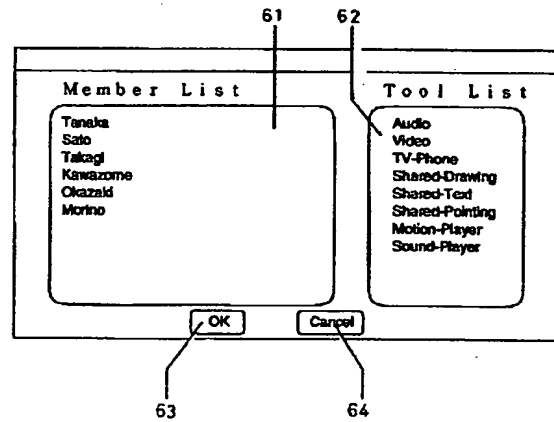 61 62
Member List Tool List
Tanaka
Sato
Takagi
Kawazome
Okazaki
Morino
Audio
Video
TV-Phone
Shared-Drawing
Shared-Text
Shared-Pointing
Motion-Player
Sound-Player
OK Cancel
63 64